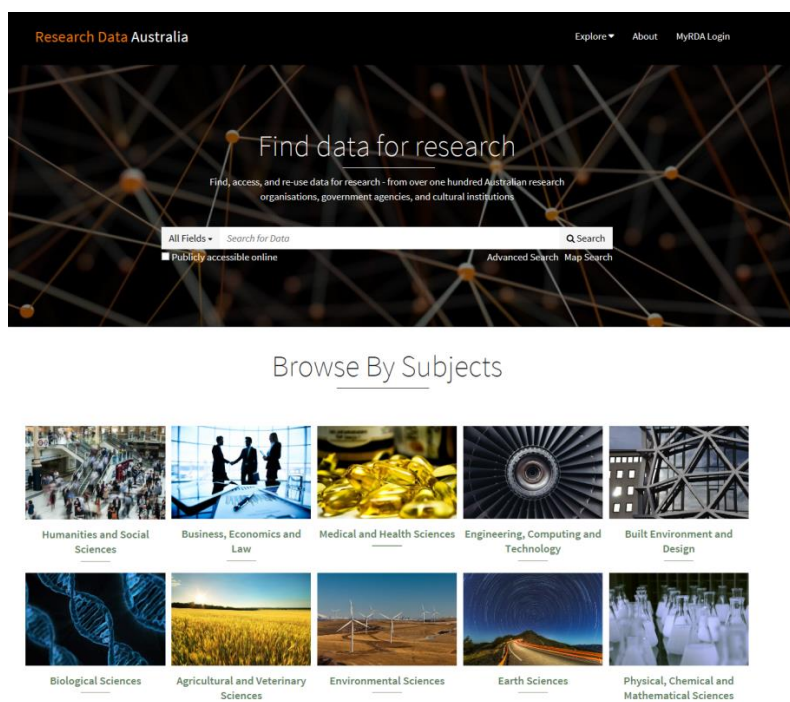 Research Data Australia
Explore
About
MyRDA Login
Find data for research
Find, access, and re-use data for research - from over one hundred Australian research
organisations, government agencies, and cultural institutions
All Fields
Search for Data
Search
Publicly accessible online
Advanced Search
Map Search
Browse By Subjects
Humanities and Social
Sciences
Business, Economics and
Law
Medical and Health Sciences
Engineering, Computing and
Technology
Built Environment and
Design
Biological Sciences
Agricultural and Veterinary
Sciences
Environmental Sciences
Earth Sciences
Physical, Chemical and
Mathematical Sciences